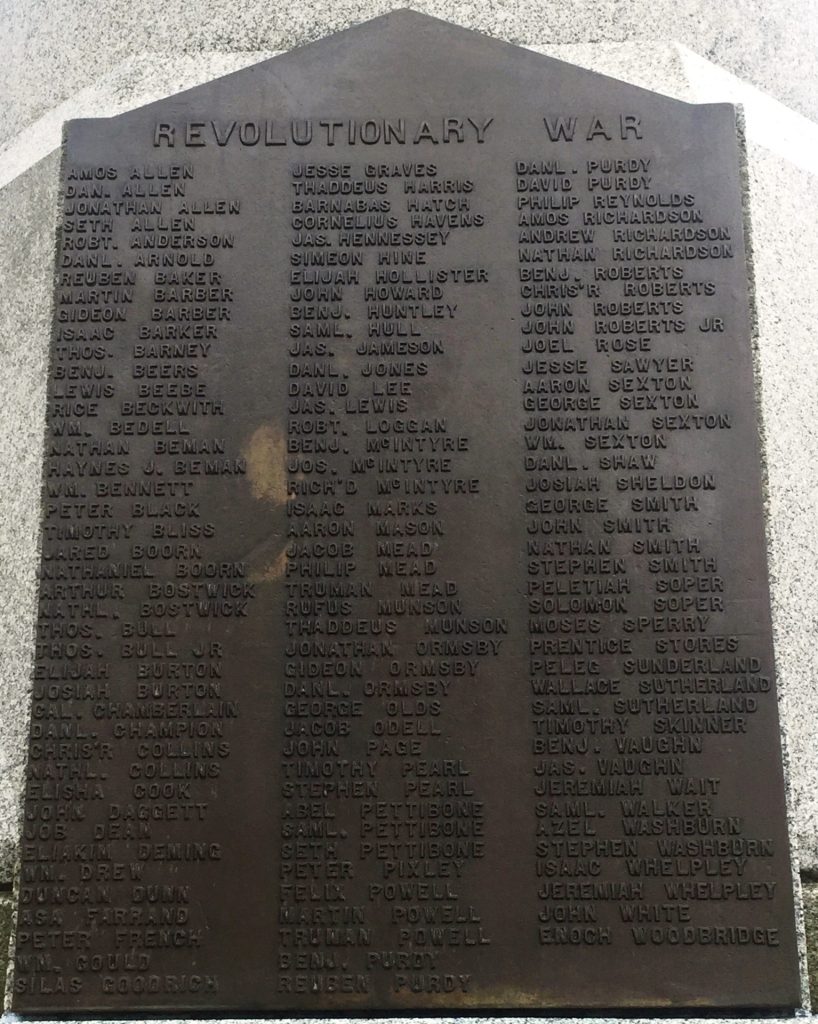 REVOLUTIONARY WAR
AMOS ALLEN
DAN. ALLEN
JONATHAN ALLEN
SETH ALLEN
ROBT. ANDERSON
DANL. ARNOLD
REUBEN BAKER
MARTIN BARBER
GIDEON BARBER
ISAAC BARKER
THOS. BARNEY
BENJ. BEERS
LEWIS BEEBE
RICE BECKWITH
WM. BEDELL
NATHAN BEMAN
HAYNES J. BEMAN
WM. BENNETT
PETER BLACK
TIMOTHY BLISS
JARED BOORN
NATHANIEL BOORN
ARTHUR BOSTWICK
NATHL. BOSTWICK
THOS. BULL
THOS. BULL JR
ELIJAH BURTON
JOSIAH BURTON
CAL. CHAMBERLAIN
DANL. CHAMPION
CHRIS'R COLLINS
NATHL. COLLINS
ELISHA COOK
JOHN DAGGETT
JOB DEAN
ELIAKIM DEMING
WM. DREW
DUNCAN DUNN
ASA FARRAND
PETER FRENCH
WM. GOULD
SILAS GOODRICH
JESSE GRAVES
THADDEUS HARRIS
BARNABAS HATCH
CORNELIUS HAVENS
JAS. HENNESSEY
SIMEON HINE
ELIJAH HOLLISTER
JOHN HOWARD
BENJ. HUNTLEY
SAML. HULL
JAS. JAMESON
DANL. JONES
DAVID LEE
JAS. LEWIS
ROBT. LOGGAN
BENJ. McINTYRE
JOS. McINTYRE
RICH'D McINTYRE
ISAAC MARKS
AARON MASON
JACOB MEAD
PHILIP MEAD
TRUMAN MEAD
RUFUS MUNSON
THADDEUS MUNSON
JONATHAN ORMSBY
GIDEON ORMSBY
DANL. ORMSBY
GEORGE OLDS
JACOB ODELL
JOHN PAGE
TIMOTHY PEARL
STEPHEN PEARL
ABEL PETTIBONE
SAML. PETTIBONE
SETH PETTIBONE
PETER PIXLEY
FELIX POWELL
MARTIN POWELL
TRUMAN POWELL
BENJ. PURDY
REUBEN PURDY
DANL. PURDY
DAVID PURDY
PHILIP REYNOLDS
AMOS RICHARDSON
ANDREW RICHARDSON
NATHAN RICHARDSON
BENJ. ROBERTS
CHRIS'R ROBERTS
JOHN ROBERTS
JOHN ROBERTS JR
JOEL ROSE
JESSE SAWYER
AARON SEXTON
GEORGE SEXTON
JONATHAN SEXTON
WM. SEXTON
DANL. SHAW
JOSIAH SHELDON
GEORGE SMITH
JOHN SMITH
NATHAN SMITH
STEPHEN SMITH
PELETIAH SOPER
SOLOMON SOPER
MOSES SPERRY
PRENTICE STORES
PELEG SUNDERLAND
WALLACE SUTHERLAND
SAML. SUTHERLAND
TIMOTHY SKINNER
BENJ. VAUGHN
JAS. VAUGHN
JEREMIAH WAIT
SAML. WALKER
AZEL WASHBURN
STEPHEN WASHBURN
ISAAC WHELPLEY
JEREMIAH WHELPLEY
JOHN WHITE
ENOCH WOODBRIDGE